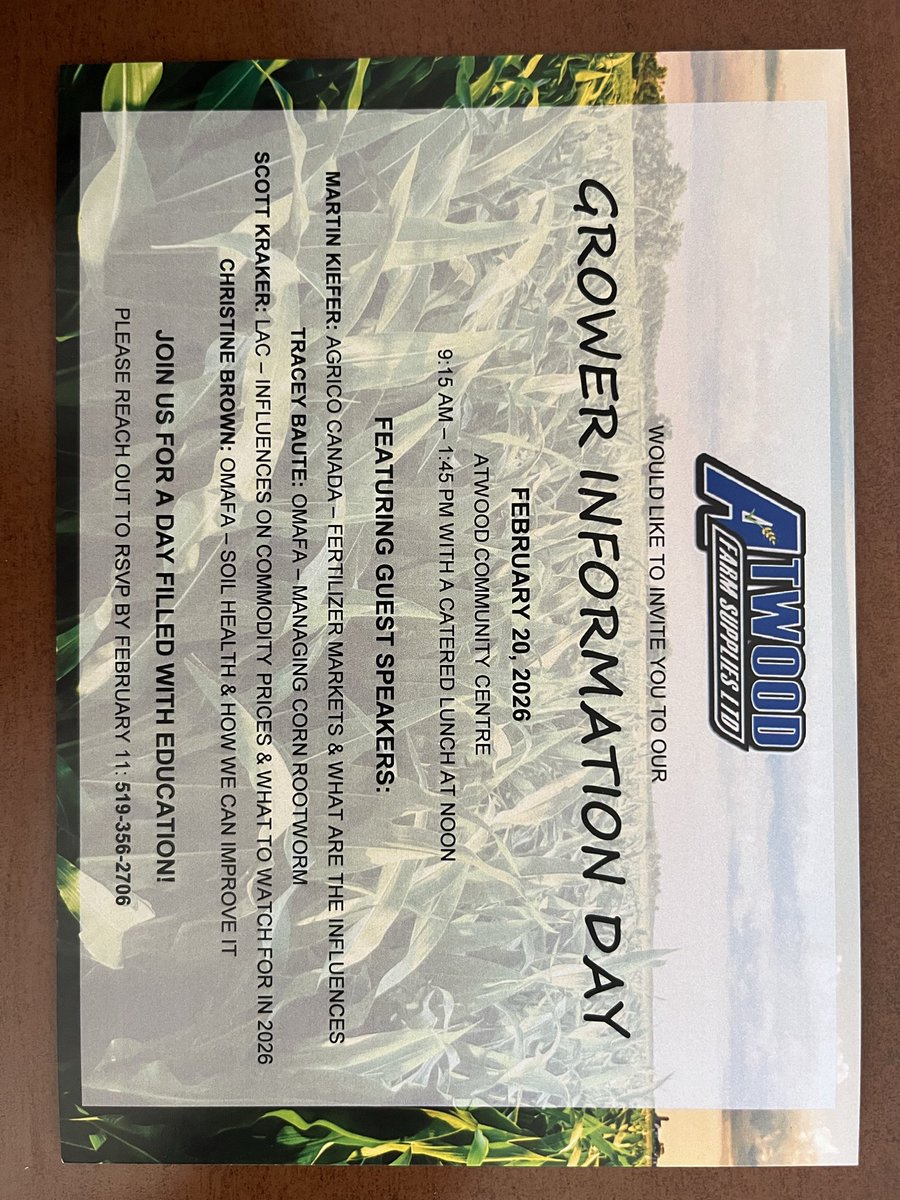 ATWOOD
FARM SUPPLIES LTD
WOULD LIKE TO INVITE YOU TO OUR
GROWER INFORMATION DAY
FEBRUARY 20, 2026
ATWOOD COMMUNITY CENTRE
9:15 AM – 1:45 PM WITH A CATERED LUNCH AT NOON
FEATURING GUEST SPEAKERS:
MARTIN KIEFER: AGRICO CANADA – FERTILIZER MARKETS & WHAT ARE THE INFLUENCES
TRACEY BAUTE: OMAFA – MANAGING CORN ROOTWORM
SCOTT KRAKER: LAC – INFLUENCES ON COMMODITY PRICES & WHAT TO WATCH FOR IN 2026
CHRISTINE BROWN: OMAFA – SOIL HEALTH & HOW WE CAN IMPROVE IT
JOIN US FOR A DAY FILLED WITH EDUCATION!
PLEASE REACH OUT TO RSVP BY FEBRUARY 11: 519-356-2706